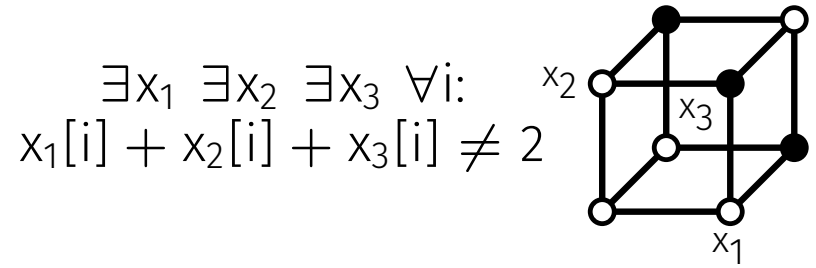 ∃x₁ ∃x₂ ∃x₃ ∀i:
x₁[i] + x₂[i] + x₃[i] ≠ 2
x₂
x₃
x₁